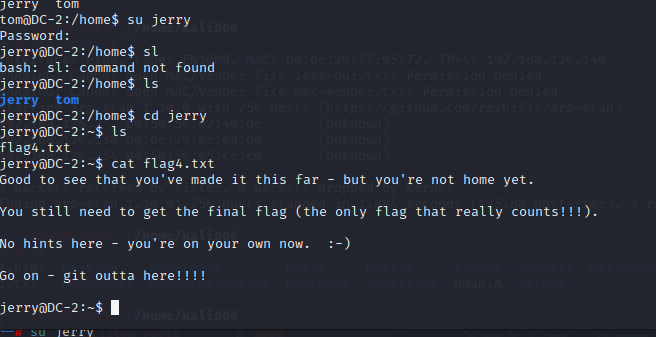 jerry  tom
tom@DC-2:/home$ su jerry
Password:
jerry@DC-2:/home$ sl
bash: sl: command not found
jerry@DC-2:/home$ ls
jerry  tom
jerry@DC-2:/home$ cd jerry
jerry@DC-2:~$ ls
flag4.txt
jerry@DC-2:~$ cat flag4.txt
Good to see that you've made it this far - but you're not home yet.
You still need to get the final flag (the only flag that really counts!!!).
No hints here - you're on your own now.  :-)
Go on - git outta here!!!!
jerry@DC-2:~$
su jerry